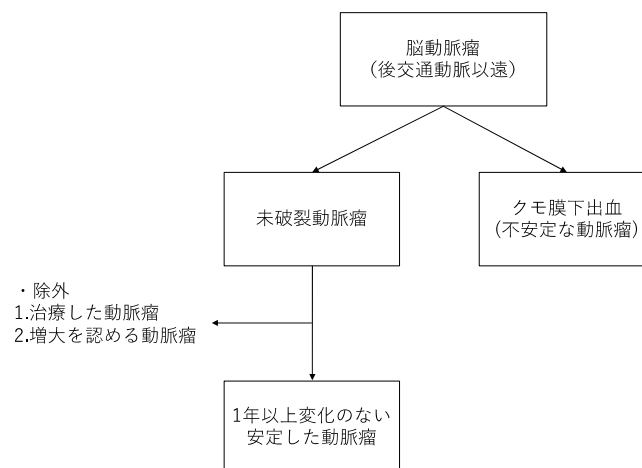 脳動脈瘤
（後交通動脈以遠）
未破裂動脈瘤
クモ膜下出血
(不安定な動脈瘤)
・除外
1.治療した動脈瘤
2.増大を認める動脈瘤
1年以上変化のない
安定した動脈瘤